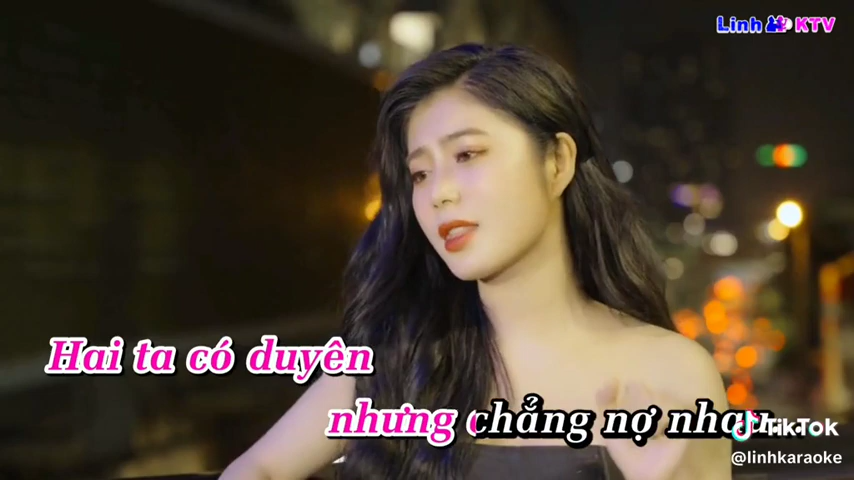 Linh KTV
Hai ta có duyên
nhưng chẳng nợ nhau...
TikTok
@linhkaraoke